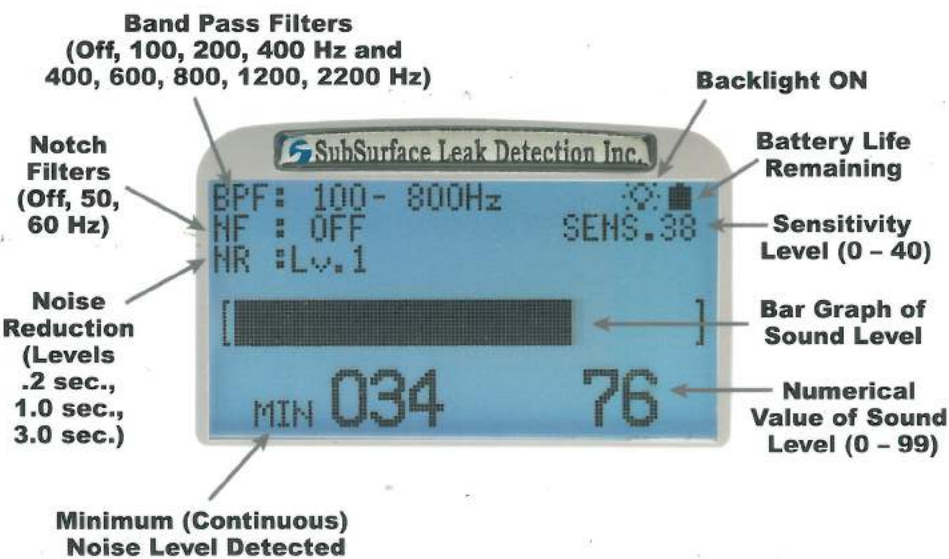 Band Pass Filters
(Off, 100, 200, 400 Hz and
400, 600, 800, 1200, 2200 Hz)
Backlight ON
Notch
Filters
(Off, 50,
60 Hz)
Battery Life
Remaining
SubSurface Leak Detection Inc.
BPF: 100- 800Hz
NF : OFF
SENS.38
NR :Lv.1
Sensitivity
Level (0 – 40)
Noise
Reduction
(Levels
.2 sec.,
1.0 sec.,
3.0 sec.)
[ ]
Bar Graph of
Sound Level
MIN 034 76
Numerical
Value of Sound
Level (0 – 99)
Minimum (Continuous)
Noise Level Detected